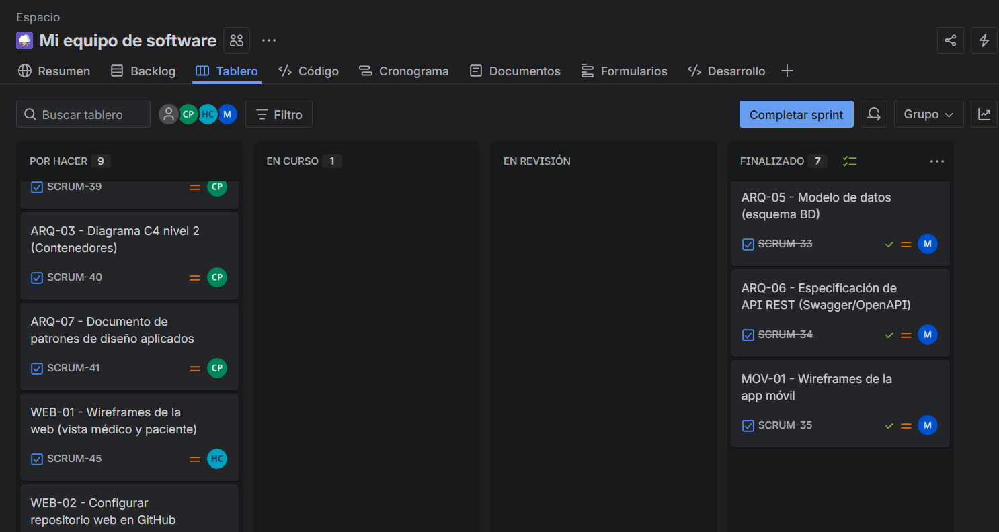 Espacio
Mi equipo de software
Resumen
Backlog
Tablero
Código
Cronograma
Documentos
Formularios
Desarrollo
Buscar tablero
CP
HC
M
Filtro
Completar sprint
Grupo
POR HACER 9
SCRUM-39
CP
ARQ-03 - Diagrama C4 nivel 2
(Contenedores)
SCRUM-40
CP
ARQ-07 - Documento de
patrones de diseño aplicados
SCRUM-41
CP
WEB-01 - Wireframes de la
web (vista médico y paciente)
SCRUM-45
HC
WEB-02 - Configurar
repositorio web en GitHub
EN CURSO 1
EN REVISIÓN
FINALIZADO 7
ARQ-05 - Modelo de datos
(esquema BD)
SCRUM-33
M
ARQ-06 - Especificación de
API REST (Swagger/OpenAPI)
SCRUM-34
M
MOV-01 - Wireframes de la
app móvil
SCRUM-35
M